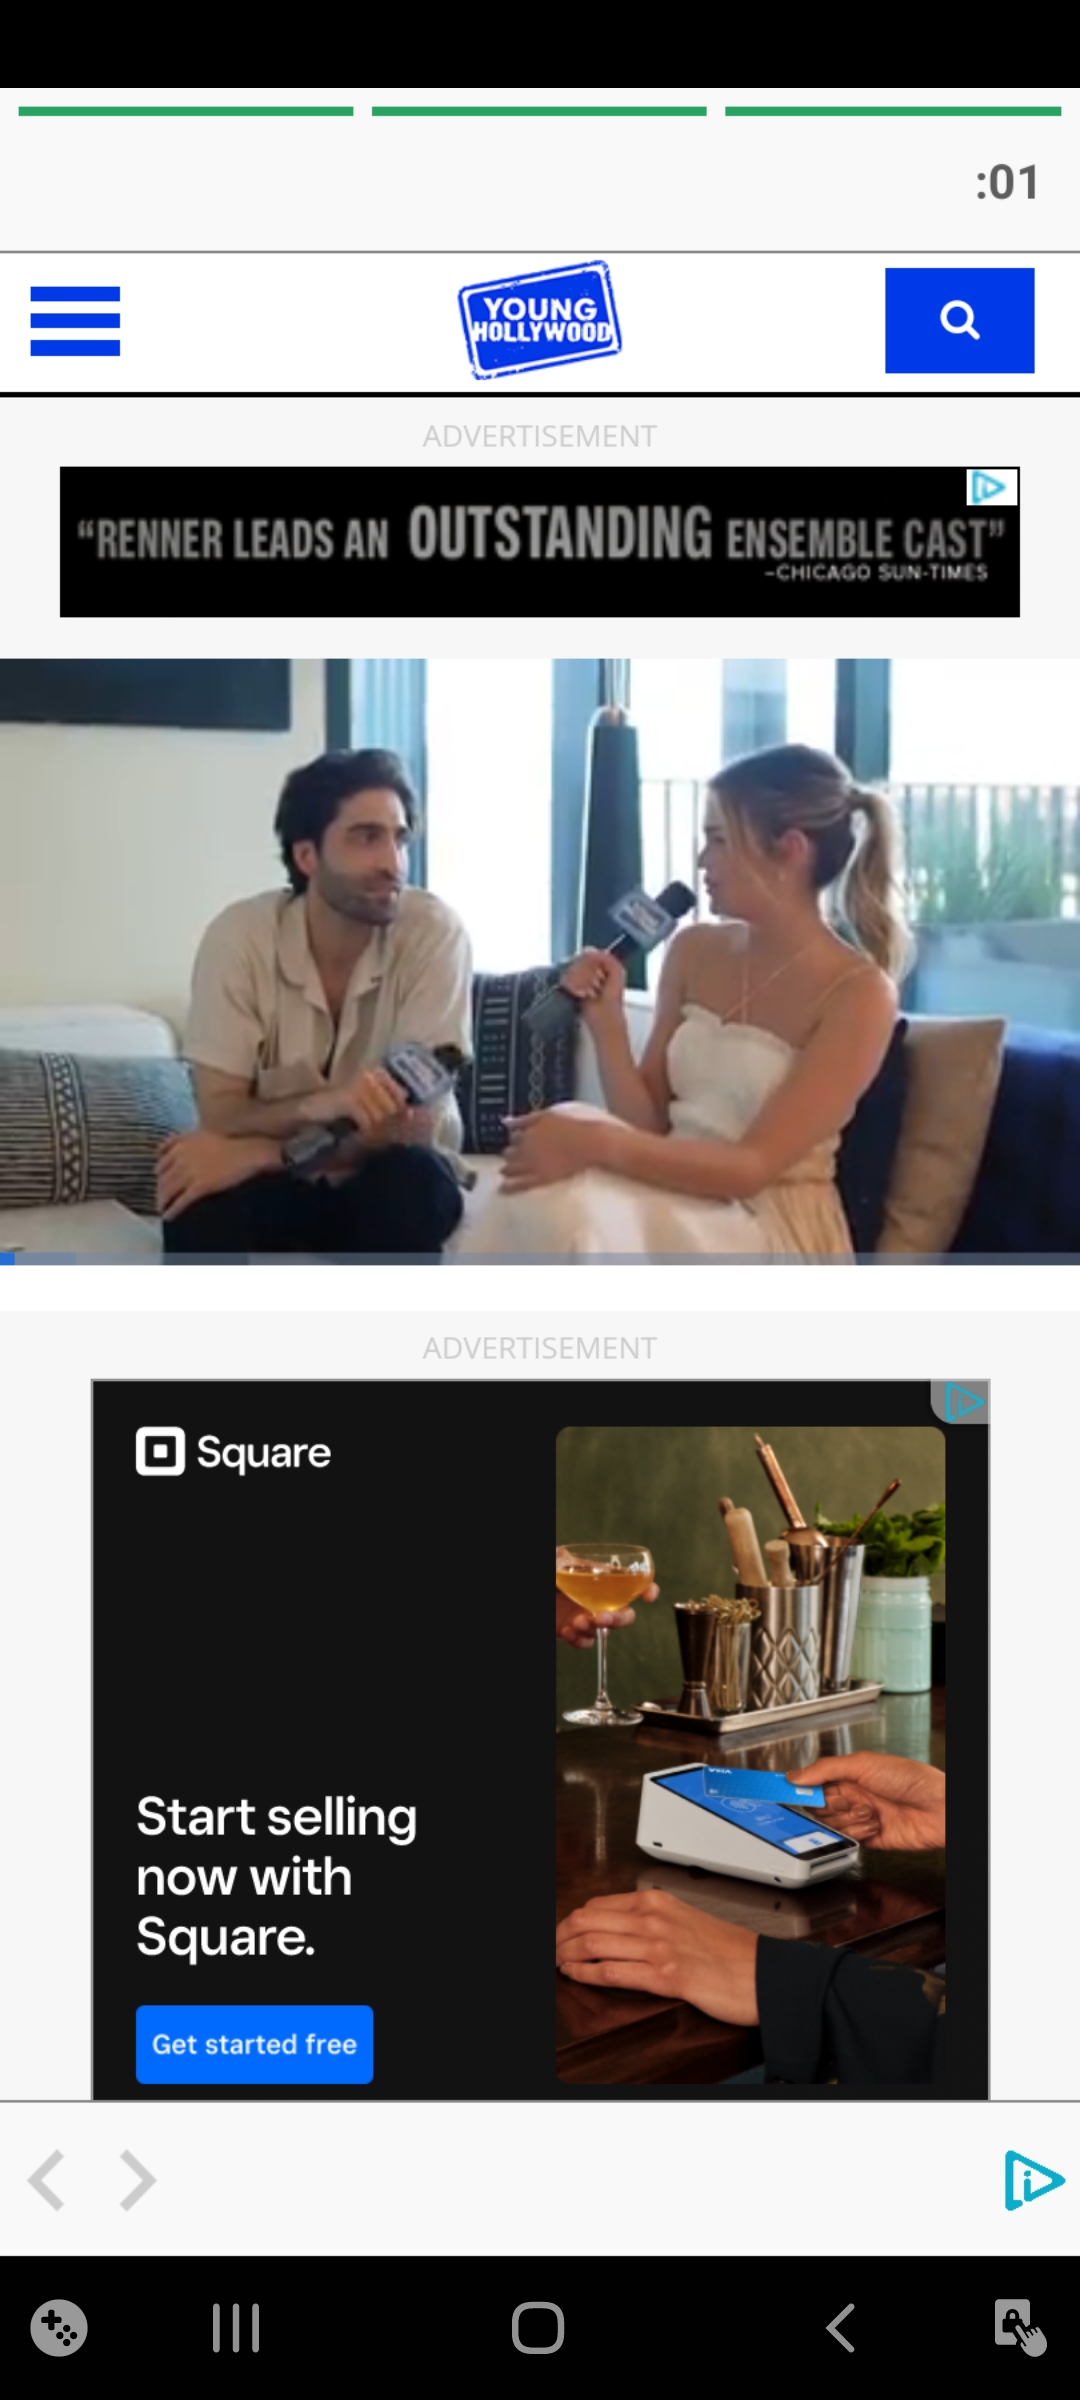 :01
YOUNG
HOLLYWOOD
ADVERTISEMENT
“RENNER LEADS AN OUTSTANDING ENSEMBLE CAST”
–CHICAGO SUN-TIMES
ADVERTISEMENT
Square
Start selling
now with
Square.
Get started free
VISA